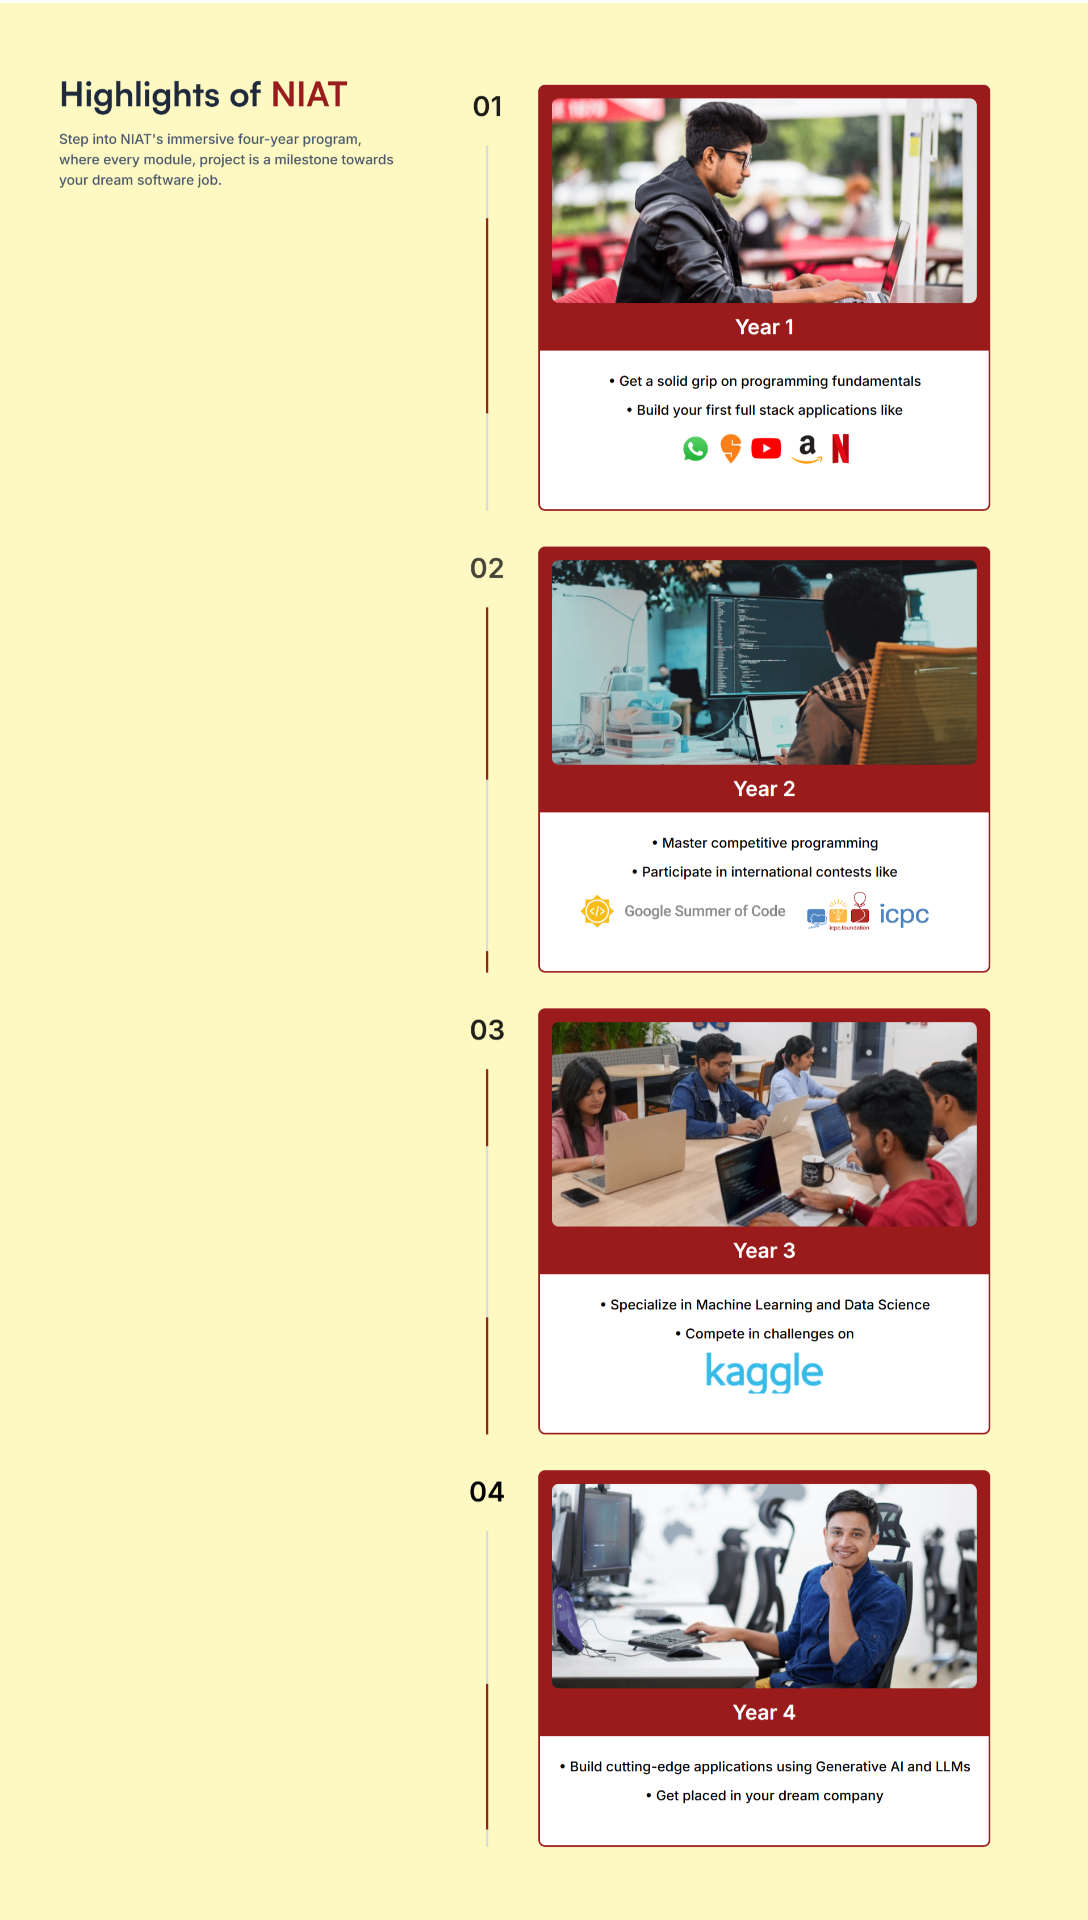 Highlights of NIAT
Step into NIAT's immersive four-year program,
where every module, project is a milestone towards
your dream software job.
01
Year 1
• Get a solid grip on programming fundamentals
• Build your first full stack applications like
a N
02
Year 2
• Master competitive programming
• Participate in international contests like
Google Summer of Code icpc.foundation icpc
03
Year 3
• Specialize in Machine Learning and Data Science
• Compete in challenges on
kaggle
04
Year 4
• Build cutting-edge applications using Generative AI and LLMs
• Get placed in your dream company